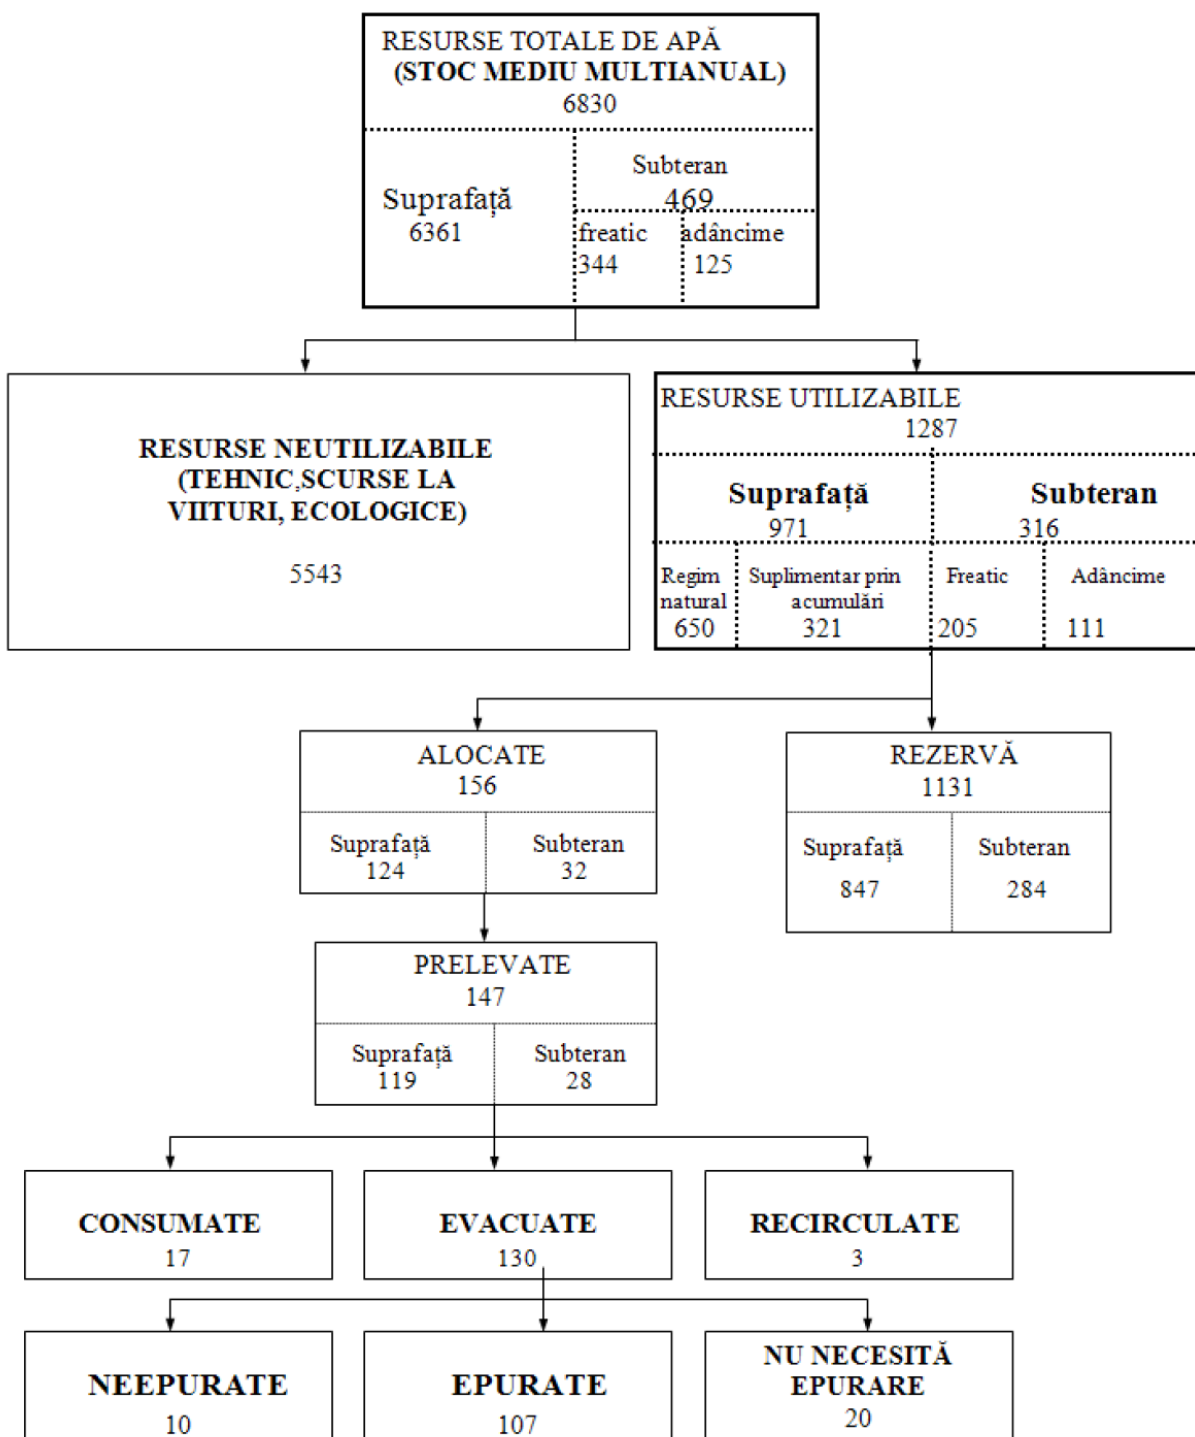 RESURSE TOTALE DE APĂ
(STOC MEDIU MULTIANUAL)
6830
Suprafață
6361
Subteran
469
freatic
344
adâncime
125
RESURSE NEUTILIZABILE
(TEHNIC,SCURSE LA
VIITURI, ECOLOGICE)
5543
RESURSE UTILIZABILE
1287
Suprafață
971
Subteran
316
Regim
natural
650
Suplimentar prin
acumulări
321
Freatic
205
Adâncime
111
ALOCATE
156
Suprafață
124
Subteran
32
REZERVĂ
1131
Suprafață
847
Subteran
284
PRELEVATE
147
Suprafață
119
Subteran
28
CONSUMATE
17
EVACUATE
130
RECIRCULATE
3
NEEPURATE
10
EPURATE
107
NU NECESITĂ
EPURARE
20